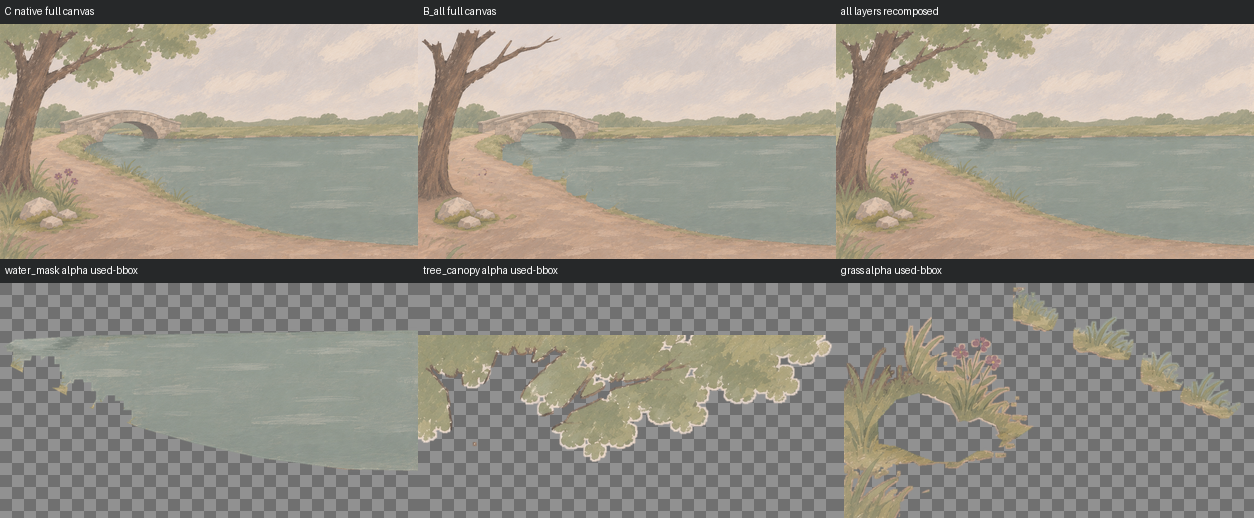 C native full canvas
B_all full canvas
all layers recomposed
water_mask alpha used-bbox
tree_canopy alpha used-bbox
grass alpha used-bbox